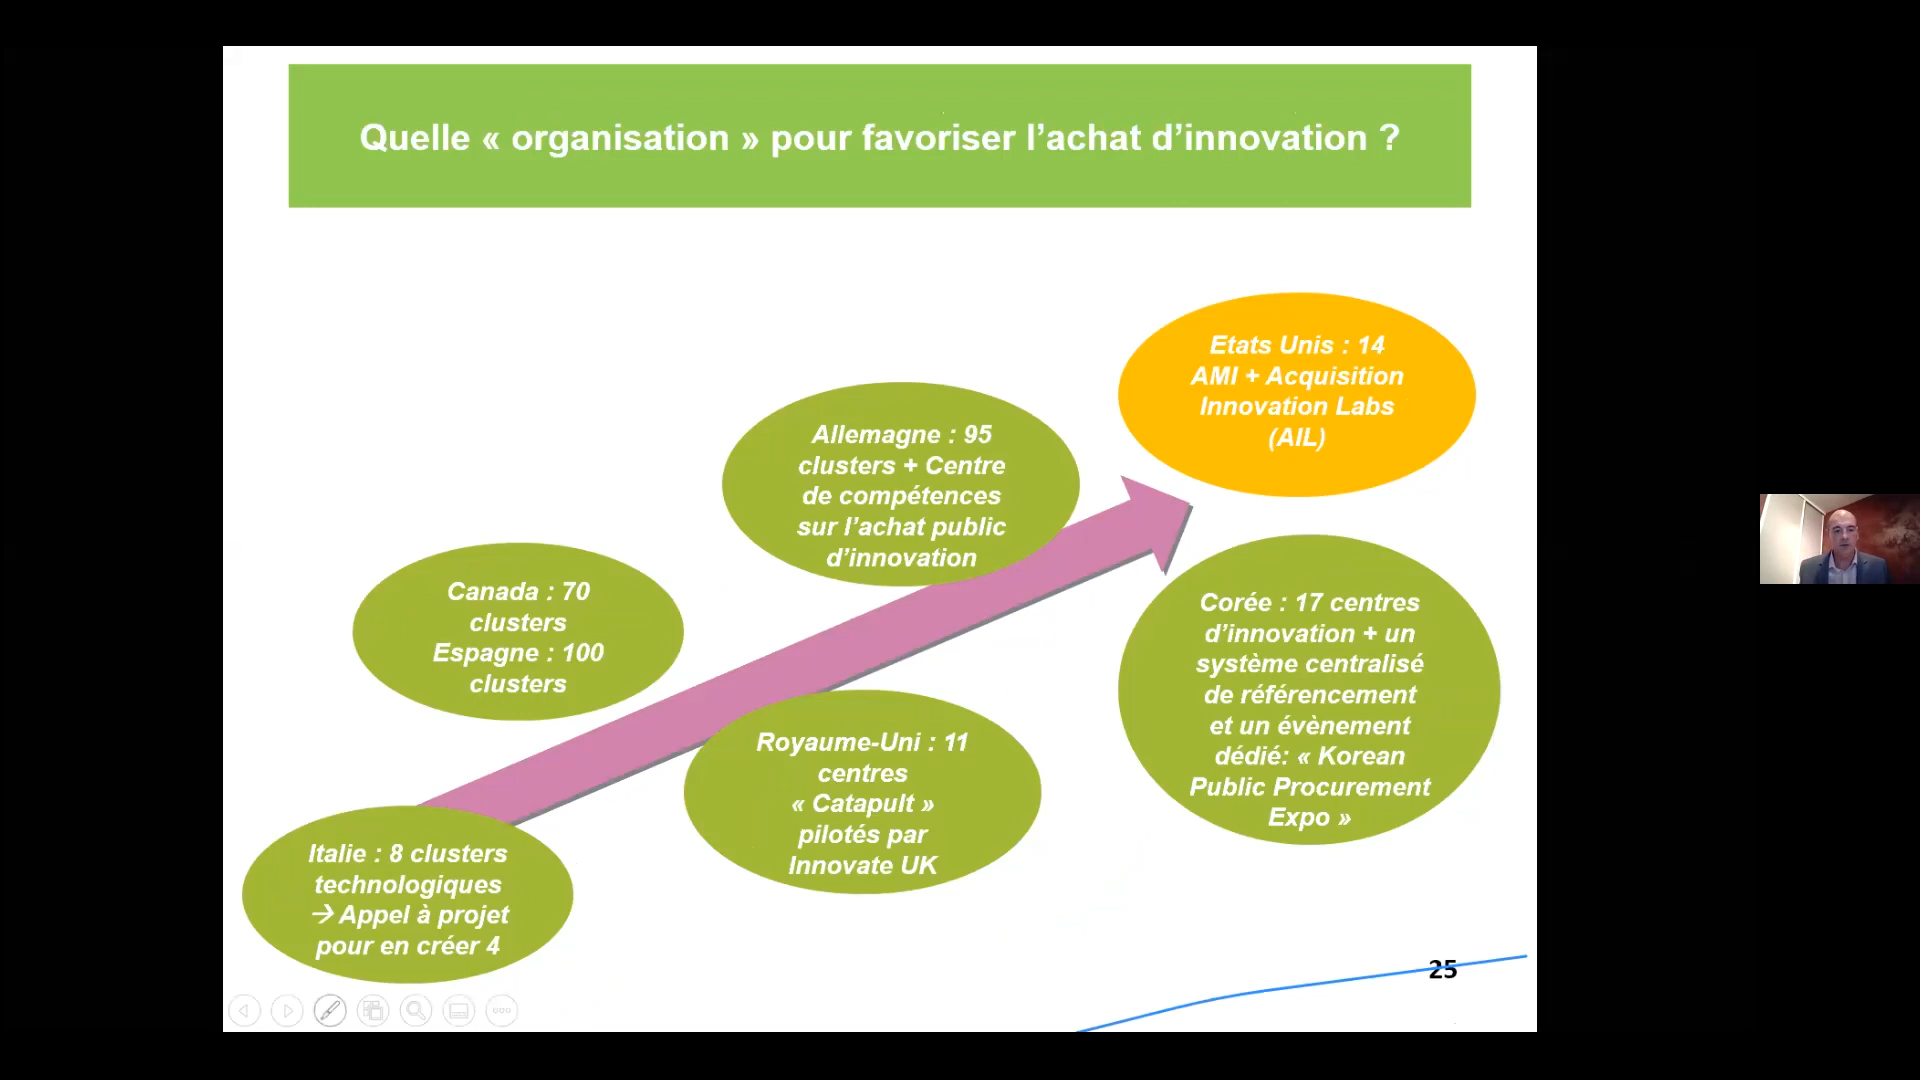 Quelle « organisation » pour favoriser l’achat d’innovation ?
Etats Unis : 14
AMI + Acquisition
Innovation Labs
(AIL)
Allemagne : 95
clusters + Centre
de compétences
sur l’achat public
d’innovation
Canada : 70
clusters
Espagne : 100
clusters
Corée : 17 centres
d’innovation + un
système centralisé
de référencement
et un évènement
dédié: « Korean
Public Procurement
Expo »
Royaume-Uni : 11
centres
« Catapult »
pilotés par
Innovate UK
Italie : 8 clusters
technologiques
→ Appel à projet
pour en créer 4
25